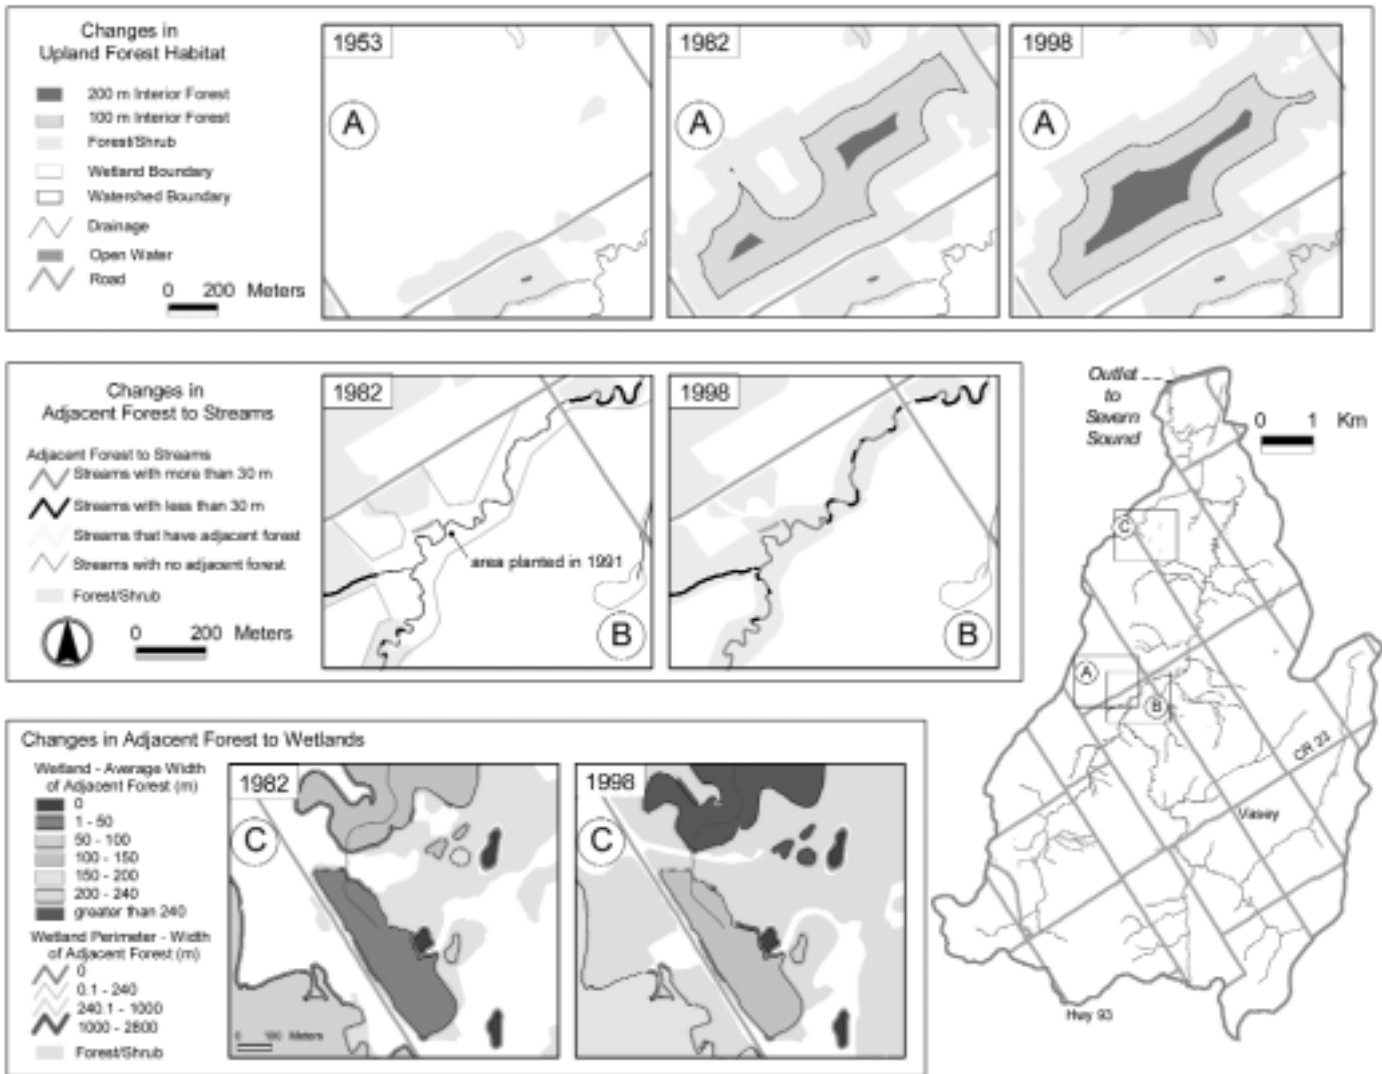 Changes in
Upland Forest Habitat
200 m Interior Forest
100 m Interior Forest
Forest/Shrub
Wetland Boundary
Watershed Boundary
Drainage
Open Water
Road
0 200 Meters
1953
A
1982
A
1998
A
Changes in
Adjacent Forest to Streams
Adjacent Forest to Streams
Streams with more than 30 m
Streams with less than 30 m
Streams that have adjacent forest
Streams with no adjacent forest
Forest/Shrub
0 200 Meters
1982
area planted in 1991
B
1998
B
Changes in Adjacent Forest to Wetlands
Wetland - Average Width
of Adjacent Forest (m)
0
1 - 50
50 - 100
100 - 150
150 - 200
200 - 240
greater than 240
Wetland Perimeter - Width
of Adjacent Forest (m)
0
0.1 - 240
240.1 - 1000
1000 - 2800
Forest/Shrub
1982
C
0 100 Meters
1998
C
Outlet
to
Severn
Sound
0 1 Km
C
A
B
CR 23
Vasey
Hwy 93